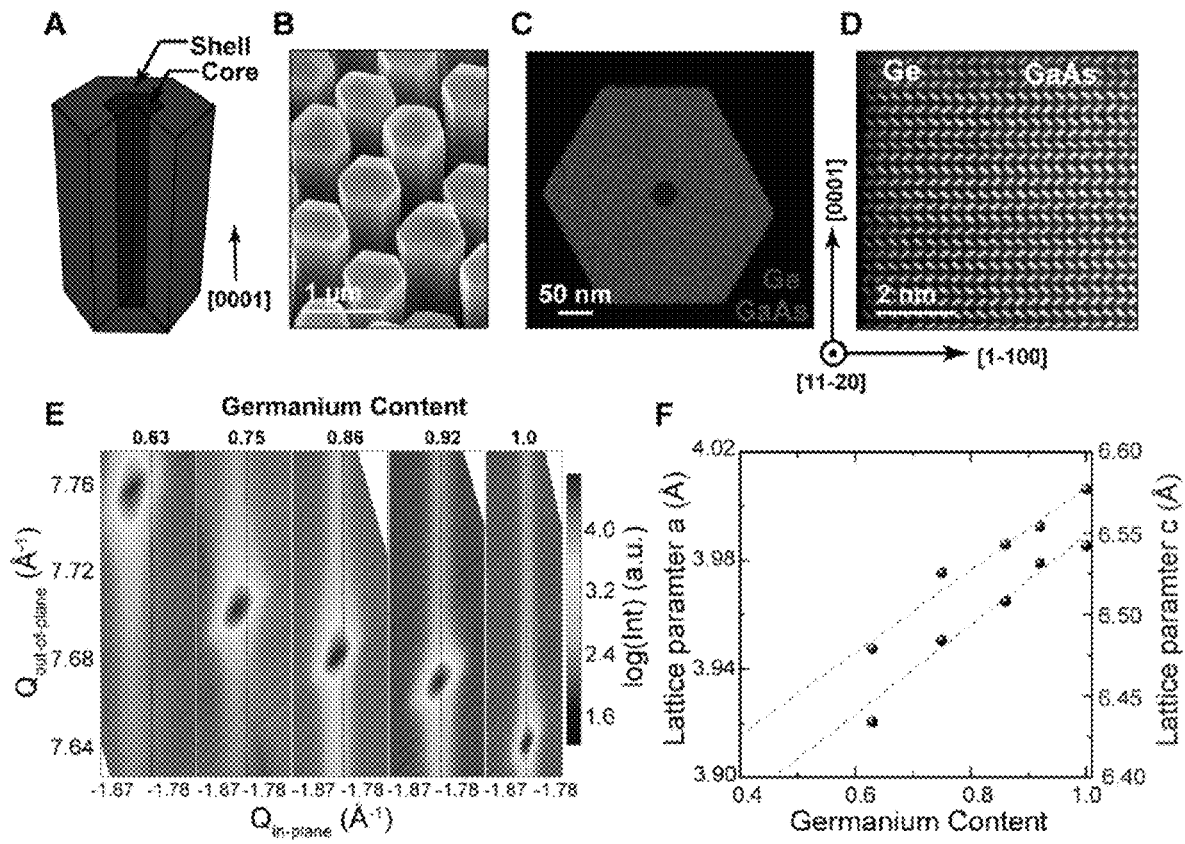 A
Shell
Core
[0001]
B
1 μm
C
50 nm
Ge
GaAs
D
Ge
GaAs
[0001]
2 nm
[1-100]
[11-20]
E
Germanium Content
0.63 0.75 0.86 0.92 1.0
7.76
7.72
7.68
7.64
Qout-of-plane (Å-1)
-1.87 -1.78 -1.87 -1.78 -1.87 -1.78 -1.87 -1.78 -1.87 -1.78
Qin-plane (Å-1)
4.0
3.2
2.4
1.6
log(Int) (a.u.)
F
4.02
3.98
3.94
3.90
Lattice paramter a (Å)
6.60
6.55
6.50
6.45
6.40
Lattice paramter c (Å)
0.4 0.6 0.8 1.0
Germanium Content